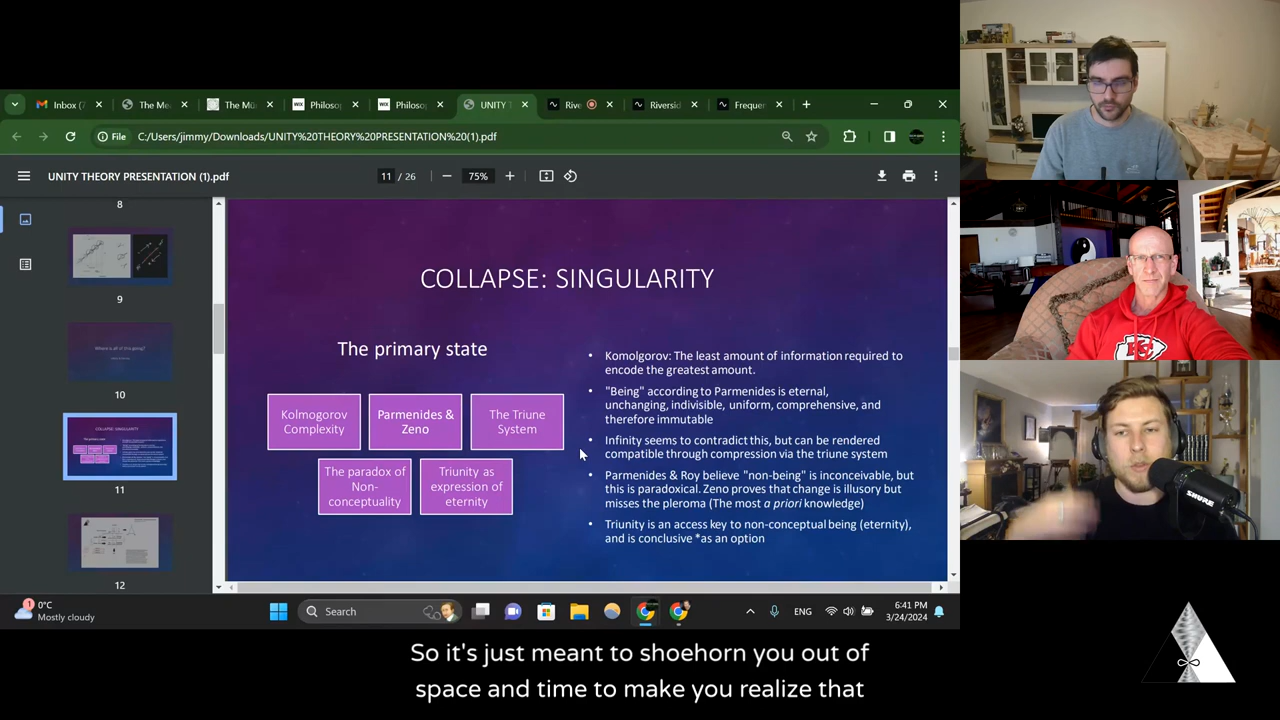 Inbox (7
The Me
The Mü
Philoso
Philoso
UNITY T
Rive
Riversid
Frequer
File
C:/Users/jimmy/Downloads/UNITY%20THEORY%20PRESENTATION%20(1).pdf
UNITY THEORY PRESENTATION (1).pdf
11 / 26
75%
8
9
10
11
12
COLLAPSE: SINGULARITY
The primary state
Kolmogorov
Complexity
Parmenides &
Zeno
The Triune
System
The paradox of
Non-
conceptuality
Triunity as
expression of
eternity
• Komolgorov: The least amount of information required to
encode the greatest amount.
• "Being" according to Parmenides is eternal,
unchanging, indivisible, uniform, comprehensive, and
therefore immutable
• Infinity seems to contradict this, but can be rendered
compatible through compression via the triune system
• Parmenides & Roy believe "non-being" is inconceivable, but
this is paradoxical. Zeno proves that change is illusory but
misses the pleroma (The most a priori knowledge)
• Triunity is an access key to non-conceptual being (eternity),
and is conclusive *as an option
1
0°C
Mostly cloudy
Search
ENG
6:41 PM
3/24/2024
SHURE
So it's just meant to shoehorn you out of
space and time to make you realize that